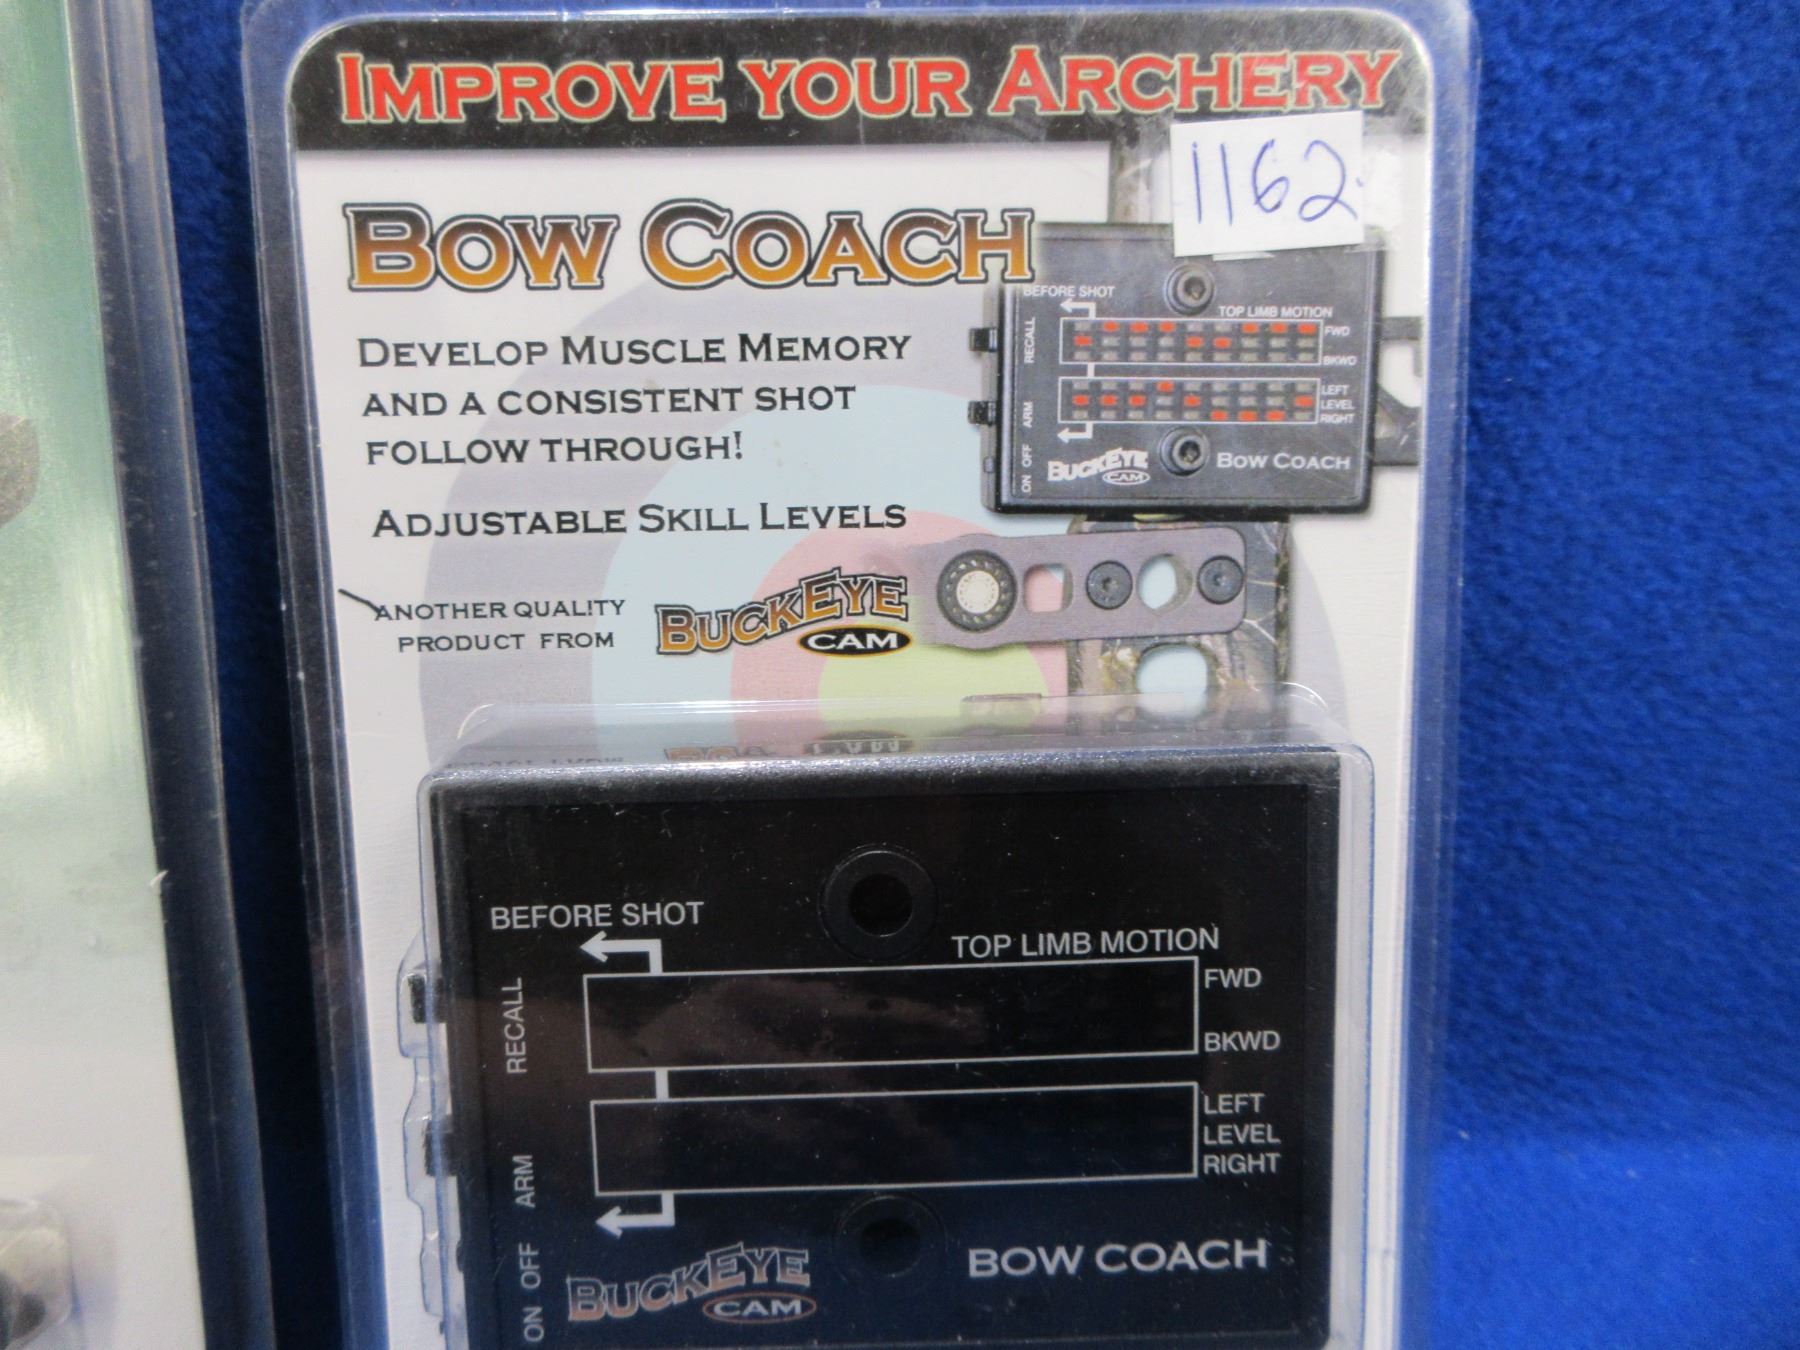 IMPROVE YOUR ARCHERY
1162
BOW COACH
DEVELOP MUSCLE MEMORY
AND A CONSISTENT SHOT
FOLLOW THROUGH!
ADJUSTABLE SKILL LEVELS
ANOTHER QUALITY
PRODUCT FROM
BUCKEYE
CAM
BEFORE SHOT
TOP LIMB MOTION
FWD
BKWD
LEFT
LEVEL
RIGHT
RECALL
ARM
ON OFF
BUCKEYE
CAM
BOW COACH
BEFORE SHOT
TOP LIMB MOTION
FWD
BKWD
LEFT
LEVEL
RIGHT
RECALL
ARM
ON OFF
BUCKEYE
CAM
BOW COACH